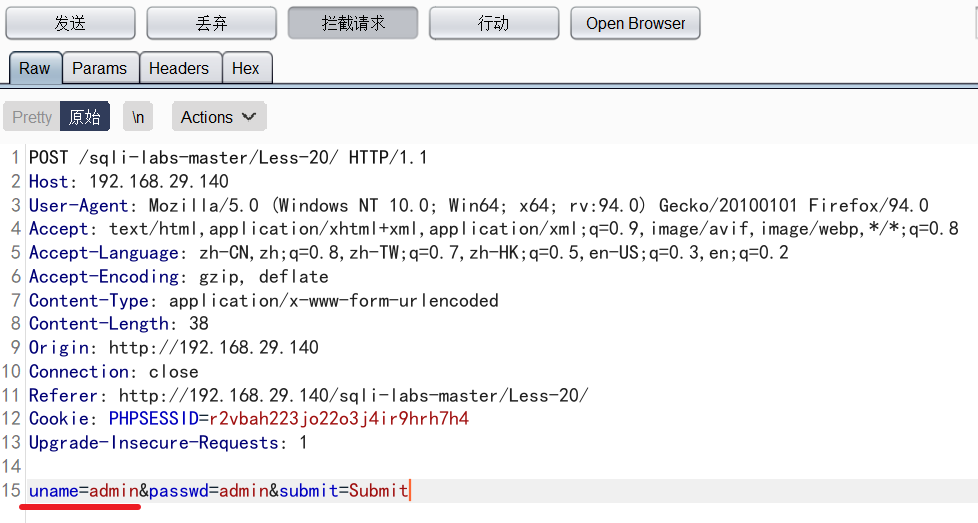 发送 丢弃 拦截请求 行动 Open Browser
Raw Params Headers Hex
Pretty 原始 \n Actions
1 POST /sqli-labs-master/Less-20/ HTTP/1.1
2 Host: 192.168.29.140
3 User-Agent: Mozilla/5.0 (Windows NT 10.0; Win64; x64; rv:94.0) Gecko/20100101 Firefox/94.0
4 Accept: text/html,application/xhtml+xml,application/xml;q=0.9,image/avif,image/webp,*/*;q=0.8
5 Accept-Language: zh-CN,zh;q=0.8,zh-TW;q=0.7,zh-HK;q=0.5,en-US;q=0.3,en;q=0.2
6 Accept-Encoding: gzip, deflate
7 Content-Type: application/x-www-form-urlencoded
8 Content-Length: 38
9 Origin: http://192.168.29.140
10 Connection: close
11 Referer: http://192.168.29.140/sqli-labs-master/Less-20/
12 Cookie: PHPSESSID=r2vbah223jo22o3j4ir9hrh7h4
13 Upgrade-Insecure-Requests: 1
14
15 uname=admin&passwd=admin&submit=Submit